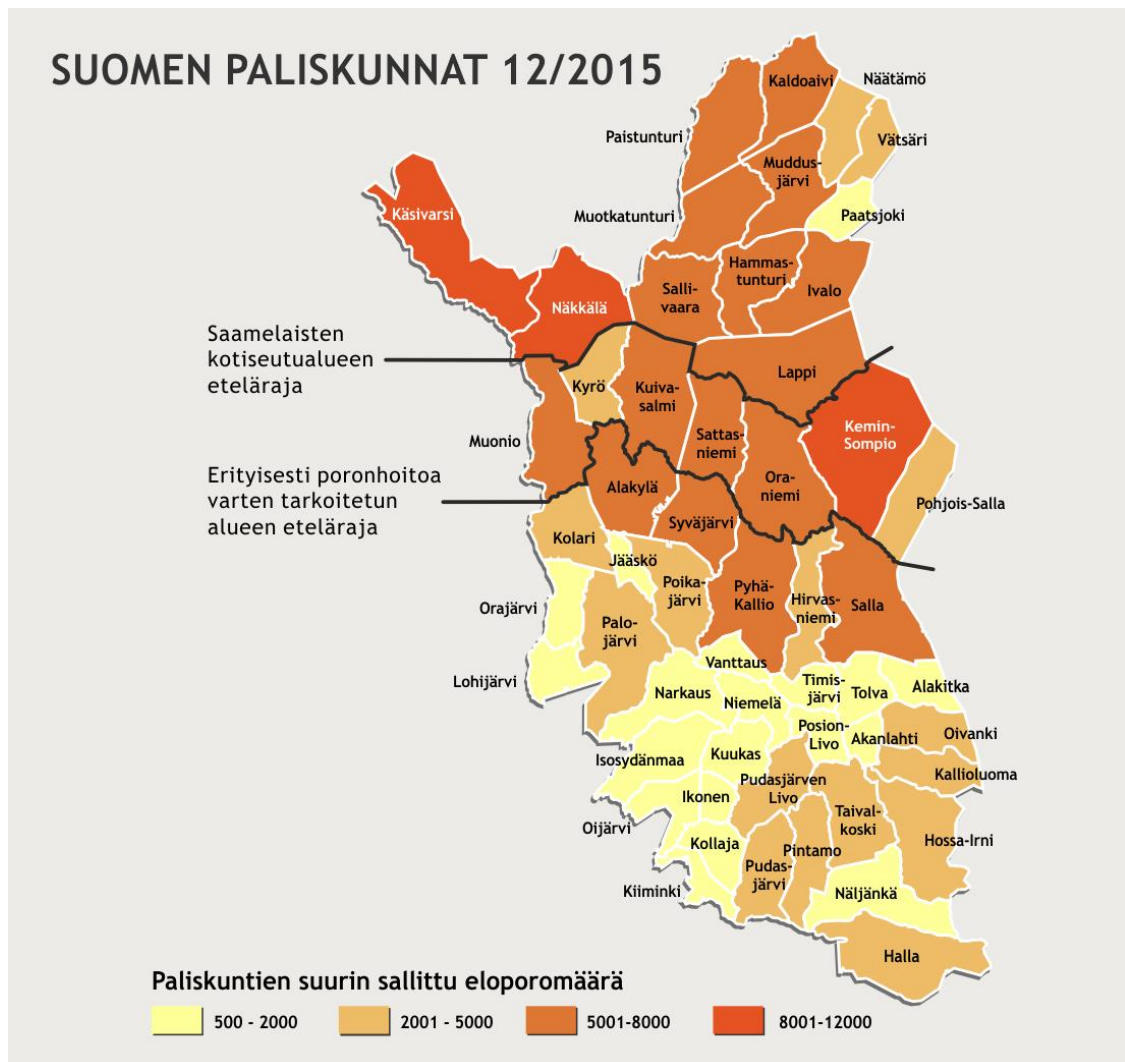 SUOMEN PALISKUNNAT 12/2015
Kaldoaivi
Näätämö
Paistunturi
Vätsäri
Muddus-
järvi
Käsivarsi
Muotkatunturi
Paatsjoki
Hammas-
tunturi
Salli-
vaara
Ivalo
Näkkälä
Saamelaisten
kotiseutualueen
eteläraja
Lappi
Kyrö
Kuiva-
salmi
Kemin-
Sompio
Muonio
Sattas-
niemi
Erityisesti poronhoitoa
varten tarkoitetun
alueen eteläraja
Ora-
niemi
Alakylä
Pohjois-Salla
Syväjärvi
Kolari
Jääskö
Poika-
järvi
Pyhä-
Kallio
Hirvas-
niemi
Salla
Orajärvi
Palo-
järvi
Vanttaus
Lohijärvi
Narkaus
Niemelä
Timis-
järvi
Tolva
Alakitka
Posion-
Livo
Akanlahti
Oivanki
Isosydänmaa
Kuukas
Kallioluoma
Pudasjärven
Livo
Ikonen
Taival-
koski
Oijärvi
Kollaja
Pintamo
Hossa-Irni
Pudas-
järvi
Kiiminki
Näljänkä
Halla
Paliskuntien suurin sallittu eloporomäärä
500 - 2000
2001 - 5000
5001-8000
8001-12000